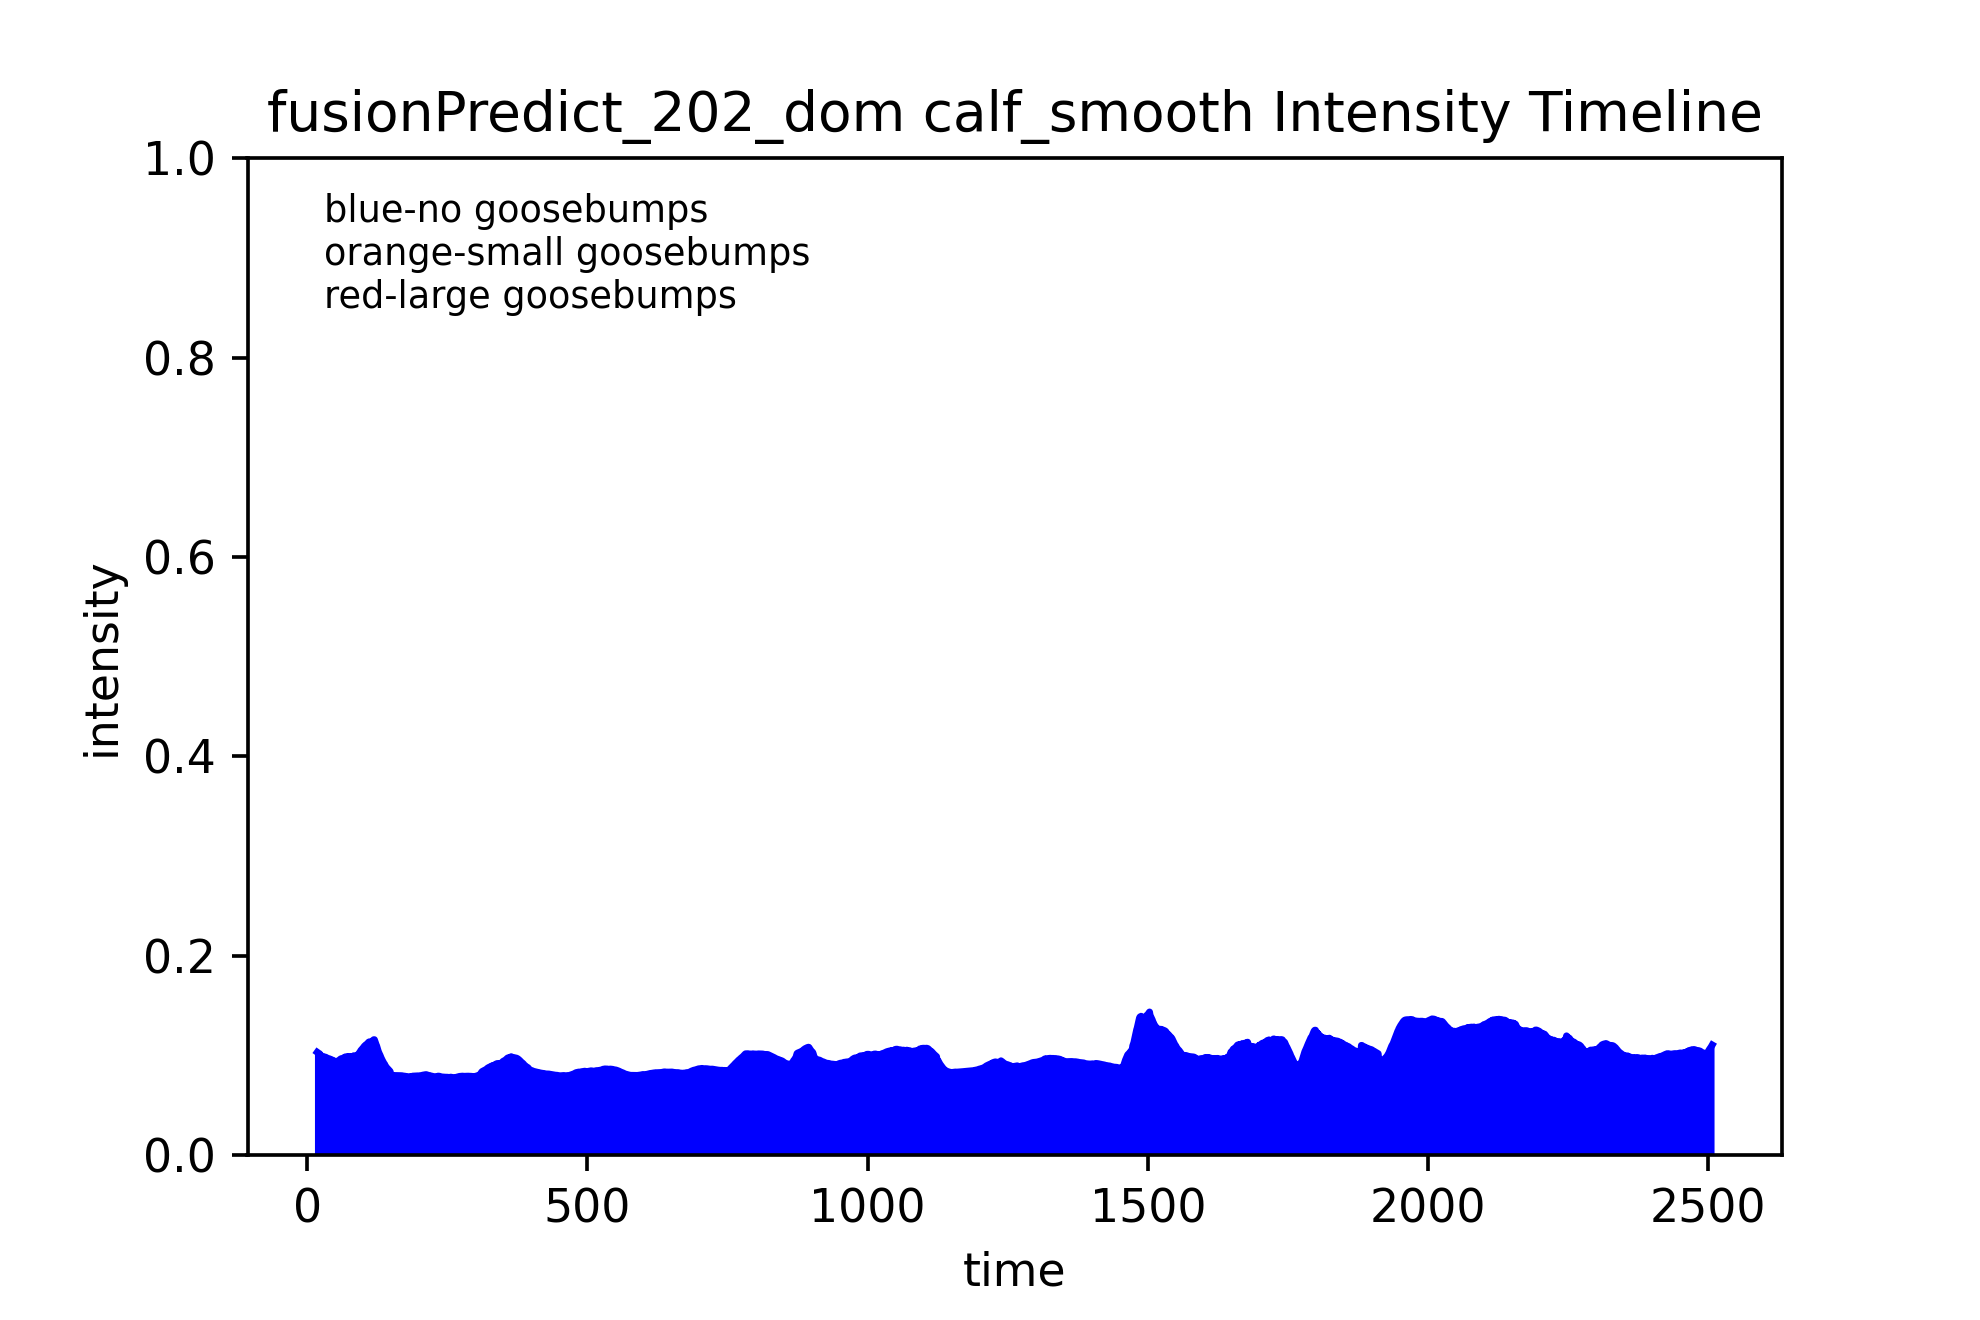 fusionPredict_202_dom calf_smooth Intensity Timeline
1.0
blue-no goosebumps
orange-small goosebumps
red-large goosebumps
0.8
0.6
intensity
0.4
0.2
0.0
0 500 1000 1500 2000 2500
time